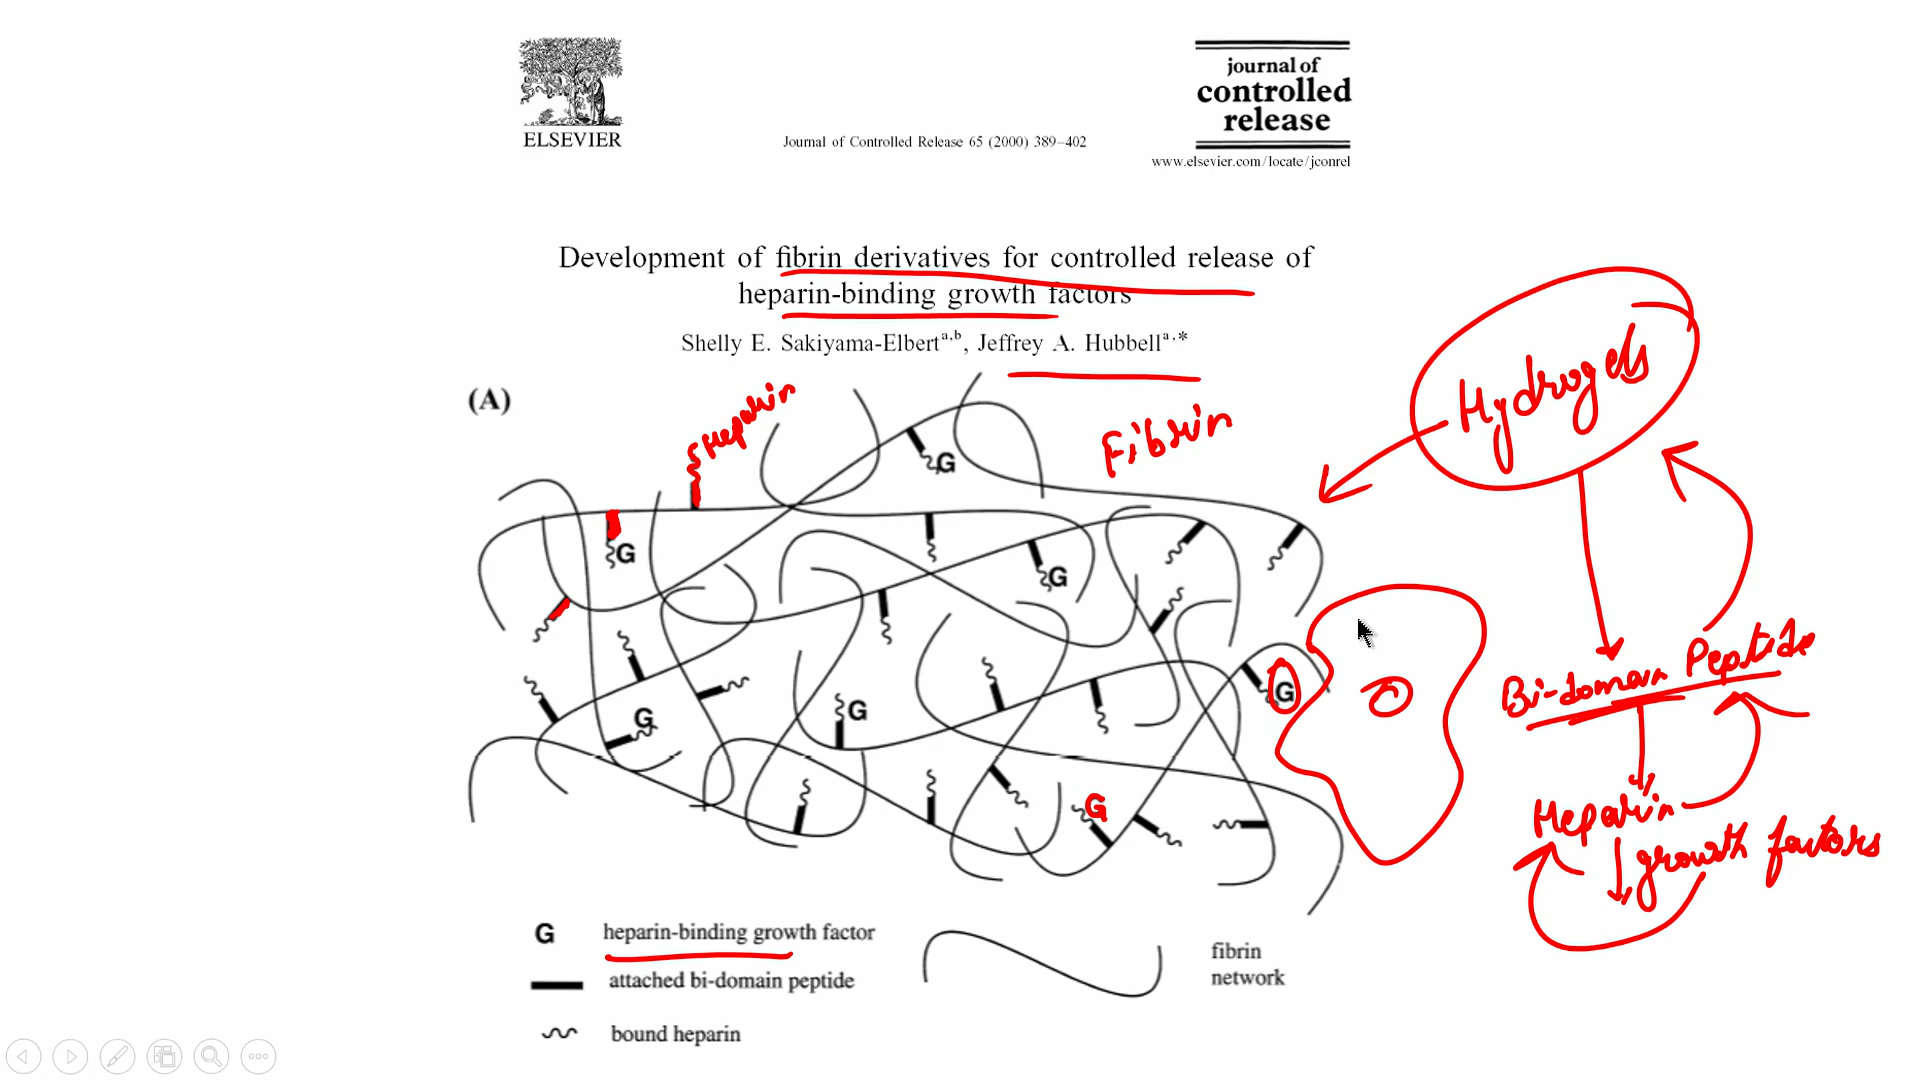 ELSEVIER
Journal of Controlled Release 65 (2000) 389–402
journal of
controlled
release
www.elsevier.com/locate/jconrel
Development of fibrin derivatives for controlled release of
heparin-binding growth factors
Shelly E. Sakiyama-Elbert a,b, Jeffrey A. Hubbell a,*
(A)
Heparin
Fibrin
Hydrogels
G
G
G
G
G
G
G
Bi-domain Peptide
Heparin
growth factors
G heparin-binding growth factor
attached bi-domain peptide
bound heparin
fibrin
network